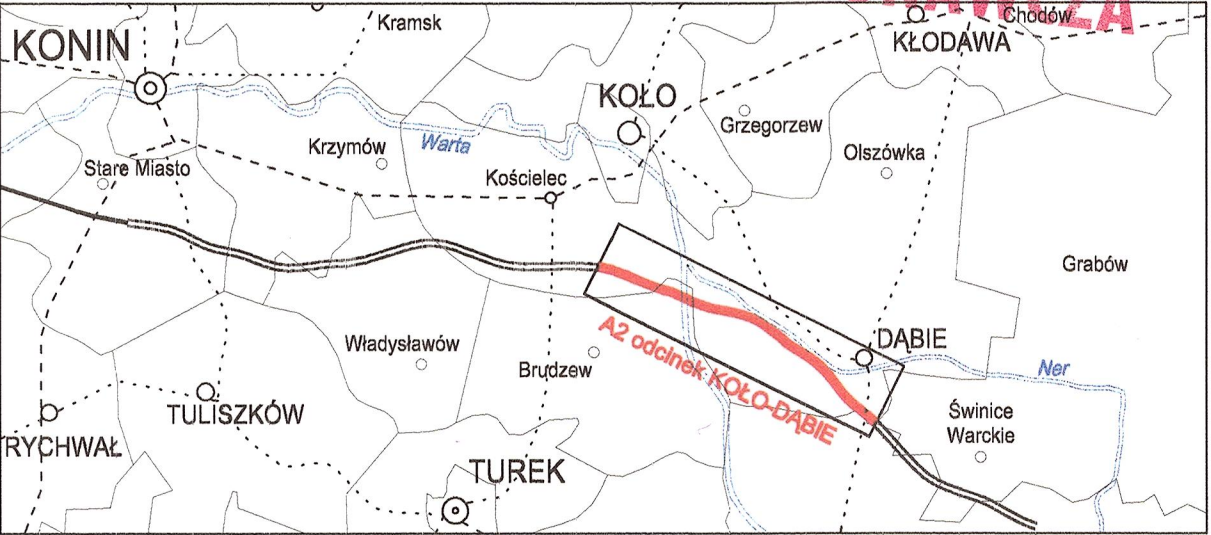 Kramsk
Chodów
KONIN
KŁODAWA
KOŁO
Grzegorzew
Warta
Krzymów
Olszówka
Stare Miasto
Kościelec
Grabów
DĄBIE
Władysławów
A2 odcinek KOŁO-DĄBIE
Brudzew
Ner
TULISZKÓW
Świnice
Warckie
RYCHWAŁ
TUREK